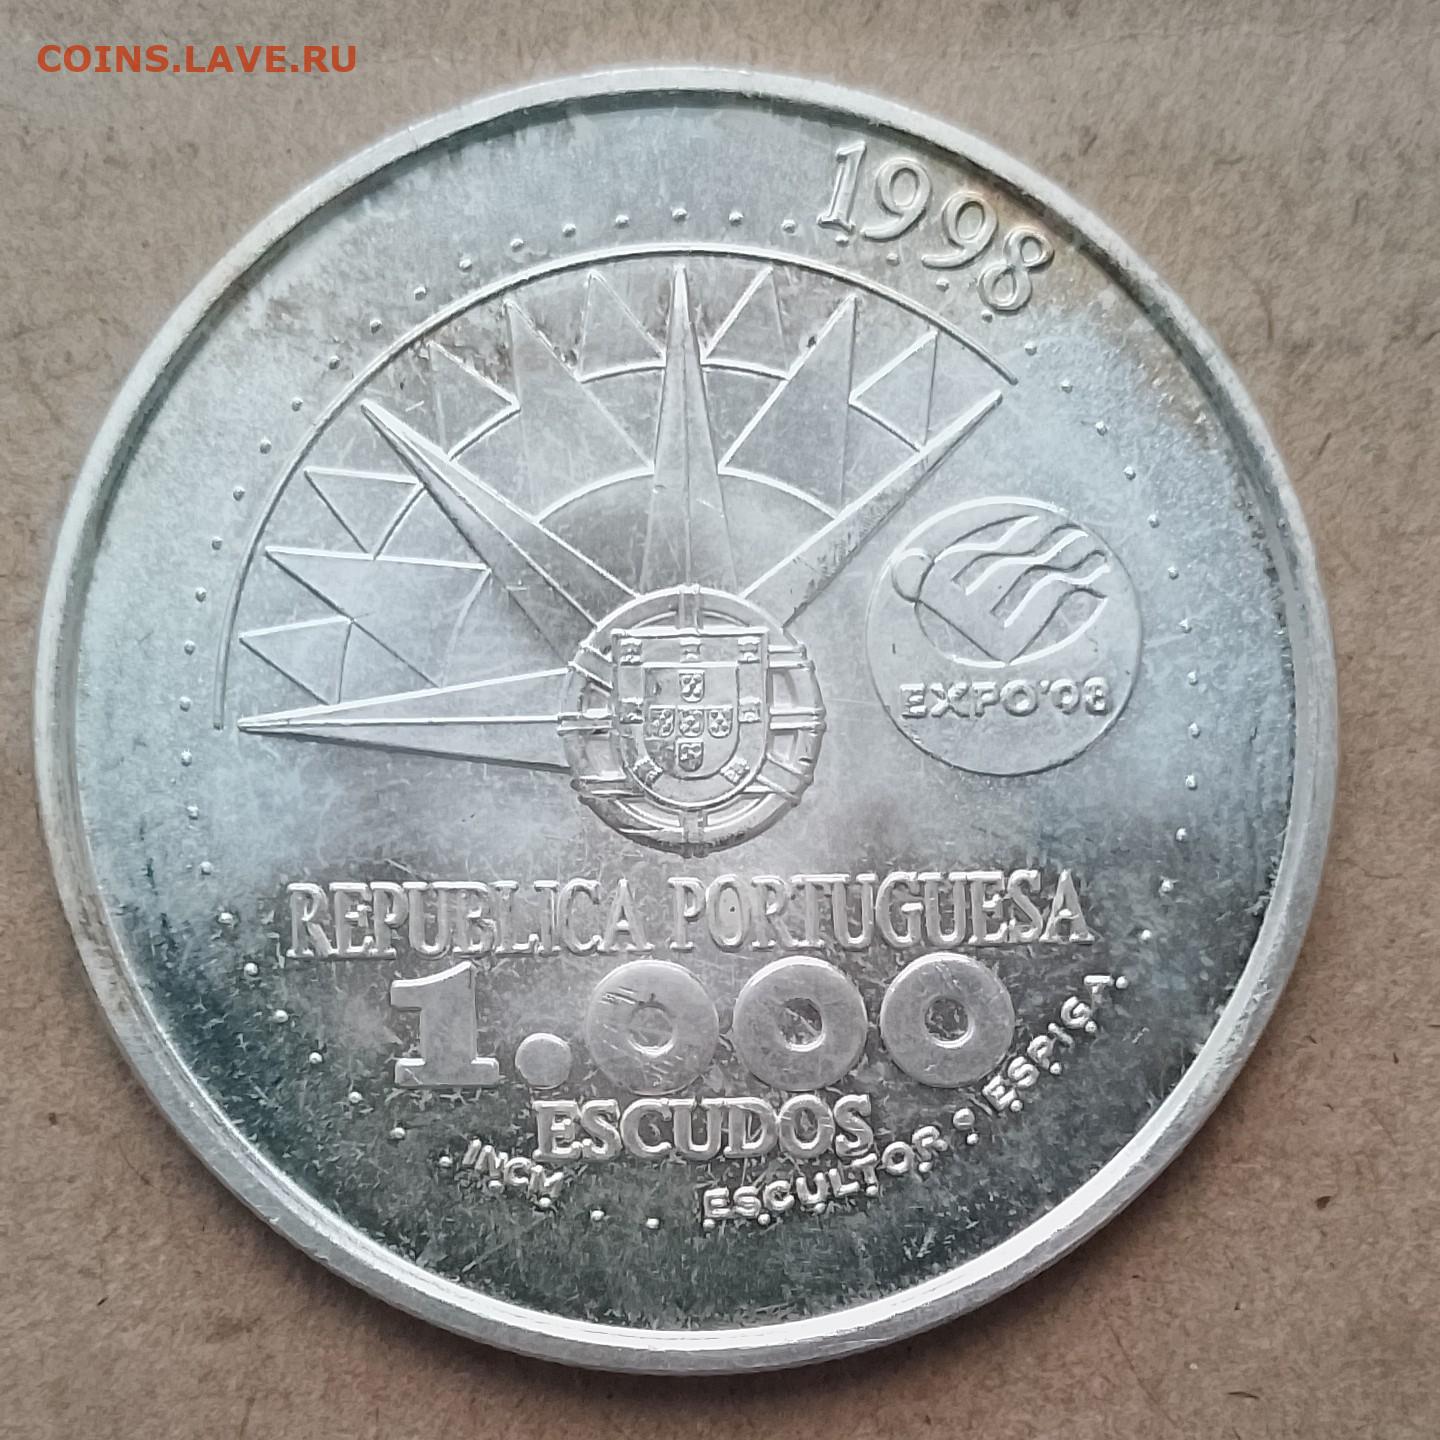 COINS.LAVE.RU
1998
EXPO'98
REPUBLICA PORTUGUESA
1.000
ESCUDOS
INCM
ESCULTOR ESPIGA